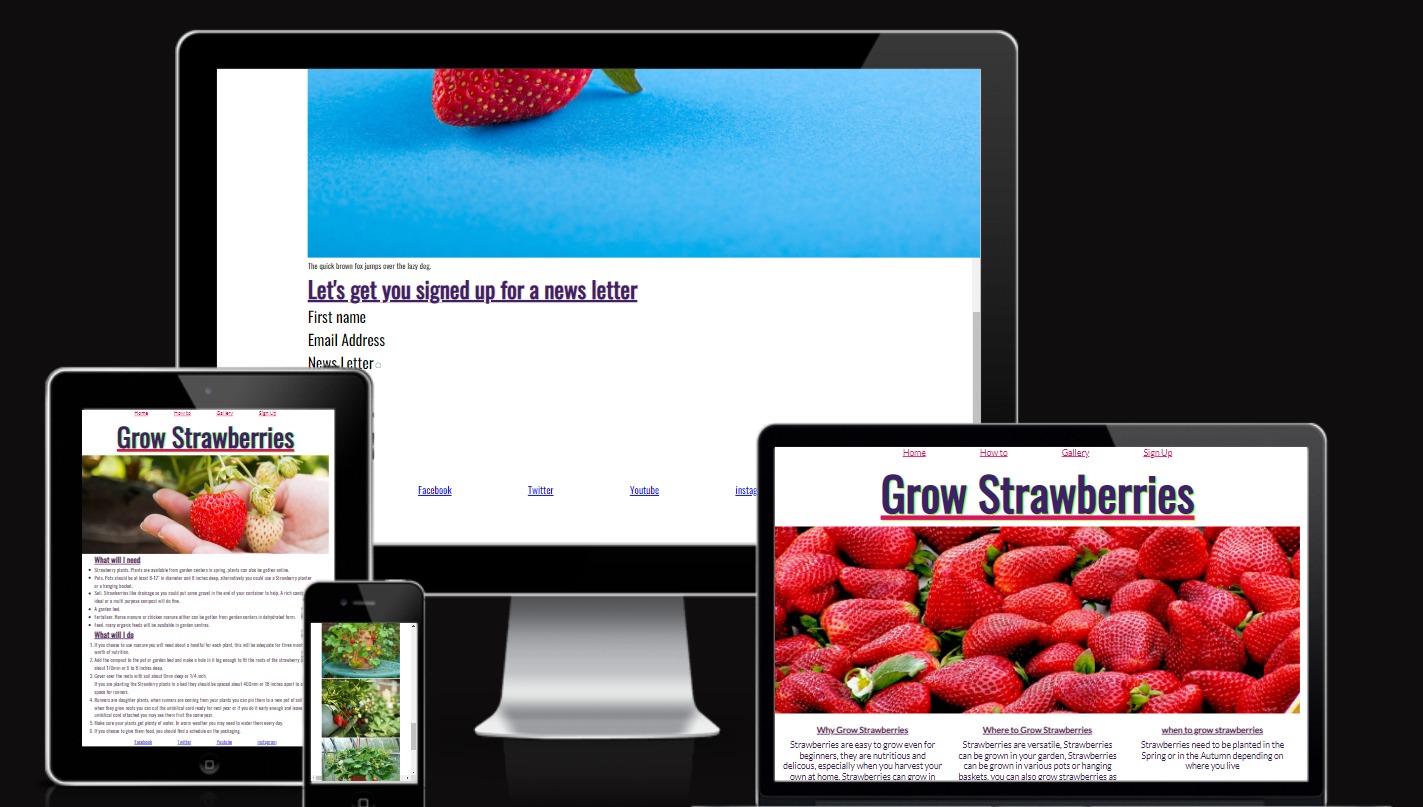 The quick brown fox jumps over the lazy dog.
Let's get you signed up for a news letter
First name
Email Address
News Letter
Facebook Twitter Youtube
Home How to Gallery Sign Up
Grow Strawberries
What will I need
Strawberry plants. Plants are available from garden centers in spring, plants can also be gotten online.
Pots. Pots should be at least 8-12" in diameter and 8 inches deep, alternatively you could use a Strawberry planter
or a hanging basket.
Soil. Strawberries like drainage so you could put some gravel in the end of your container to help. A rich
ideal or a multi purpose compost will do fine.
A garden bed.
Fertaliser. Horse manure or chicken manure either can be gotten from garden centers in dehydrated form.
Feed. many organic feeds will be available in garden centres.
What will I do
1. If you choose to use manure you will need about a handful for each plant, this will be adequate for three
worth of nutrition.
2. Add the compost to the pot or garden bed and make a hole in it big enough to fit the roots of the strawberry
about 170mm or 6 to 8 inches deep.
3. Cover over the roots with soil about 6mm deep or 1/4 inch.
If you are planting the Strawberry plants in a bed they should be spaced about 400mm or 18 inches apart to
space for runners.
4. Runners are daughter plants, when runners are coming from your plants you can pin them to a new pot of soil
when they grow roots you can cut the umbilical cord ready for next year or if you do it early enough and leave
umbilical cord attached you may see them fruit the same year.
5. Make sure your plants get plenty of water. In warm weather you may need to water them every day.
6. If you choose to give them feed, you should find a schedule on the packaging.
Facebook Twitter Youtube instagram
Home How to Gallery Sign Up
Grow Strawberries
Why Grow Strawberries
Strawberries are easy to grow even for
beginners, they are nutritious and
delicous, especially when you harvest your
own at home. Strawberries can grow in
Where to Grow Strawberries
Strawberries are versatile, Strawberries
can be grown in your garden, Strawberries
can be grown in various pots or hanging
baskets, you can also grow strawberries as
when to grow strawberries
Strawberries need to be planted in the
Spring or in the Autumn depending on
where you live